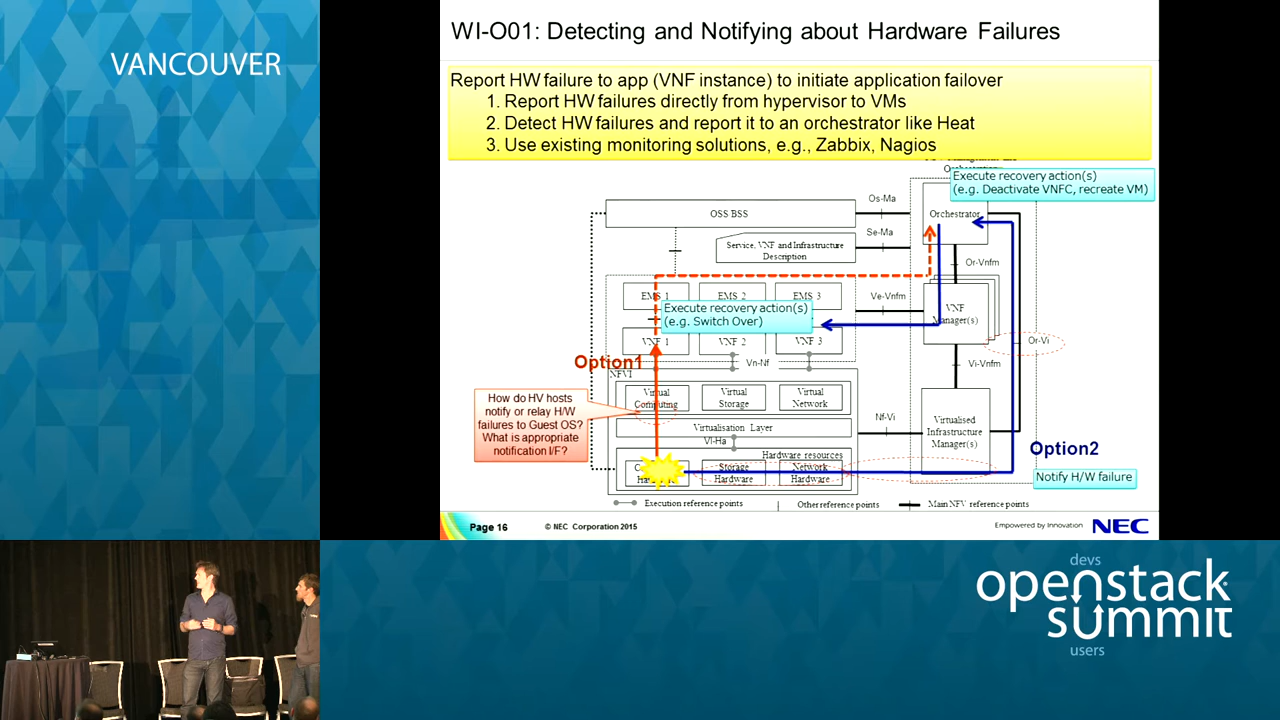 VANCOUVER
WI-O01: Detecting and Notifying about Hardware Failures
Report HW failure to app (VNF instance) to initiate application failover
1. Report HW failures directly from hypervisor to VMs
2. Detect HW failures and report it to an orchestrator like Heat
3. Use existing monitoring solutions, e.g., Zabbix, Nagios
Execute recovery action(s)
(e.g. Deactivate VNFC, recreate VM)
Os-Ma
OSS BSS
Orchestrator
Se-Ma
Service, VNF and Infrastructure
Description
Or-Vnfm
EMS 1
EMS 2
EMS 3
Ve-Vnfm
Execute recovery action(s)
(e.g. Switch Over)
VNF
Manager(s)
VNF 1
VNF 2
VNF 3
Or-Vi
Option1
Vn-Nf
Vi-Vnfm
NFVI
How do HV hosts
notify or relay H/W
failures to Guest OS?
What is appropriate
notification I/F?
Virtual
Computing
Virtual
Storage
Virtual
Network
Nf-Vi
Virtualised
Infrastructure
Manager(s)
Virtualisation Layer
VI-Ha
Option2
Hardware resources
Storage
Hardware
Network
Hardware
Notify H/W failure
Execution reference points
Other reference points
Main NFV reference points
Page 16
© NEC Corporation 2015
Empowered by Innovation
NEC
devs
openstack
summit
users